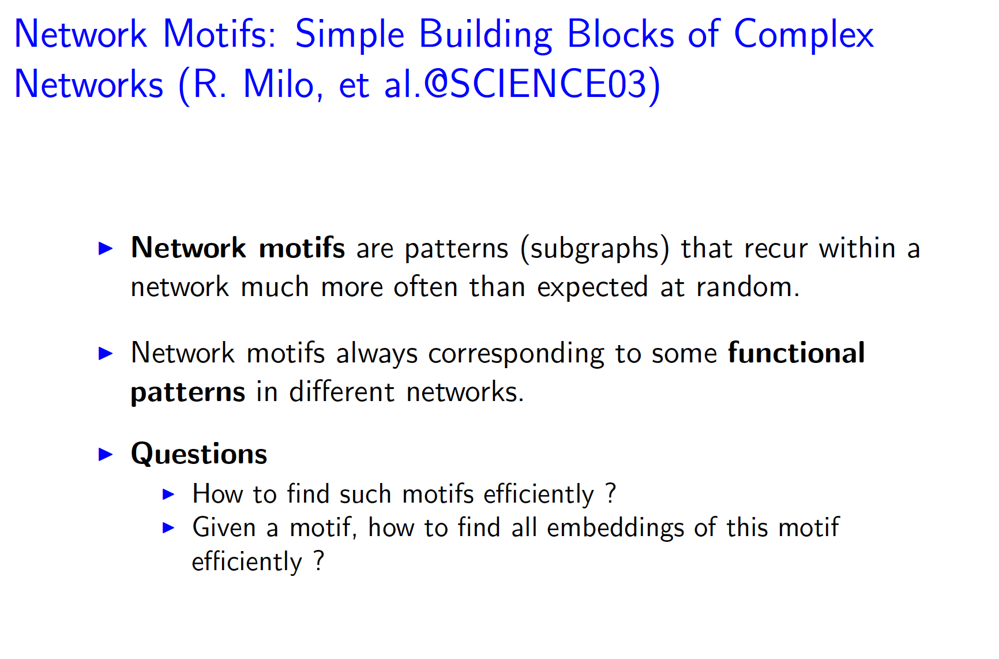 Network Motifs: Simple Building Blocks of Complex
Networks (R. Milo, et al.@SCIENCE03)
Network motifs are patterns (subgraphs) that recur within a
network much more often than expected at random.
Network motifs always corresponding to some functional
patterns in different networks.
Questions
How to find such motifs efficiently ?
Given a motif, how to find all embeddings of this motif
efficiently ?